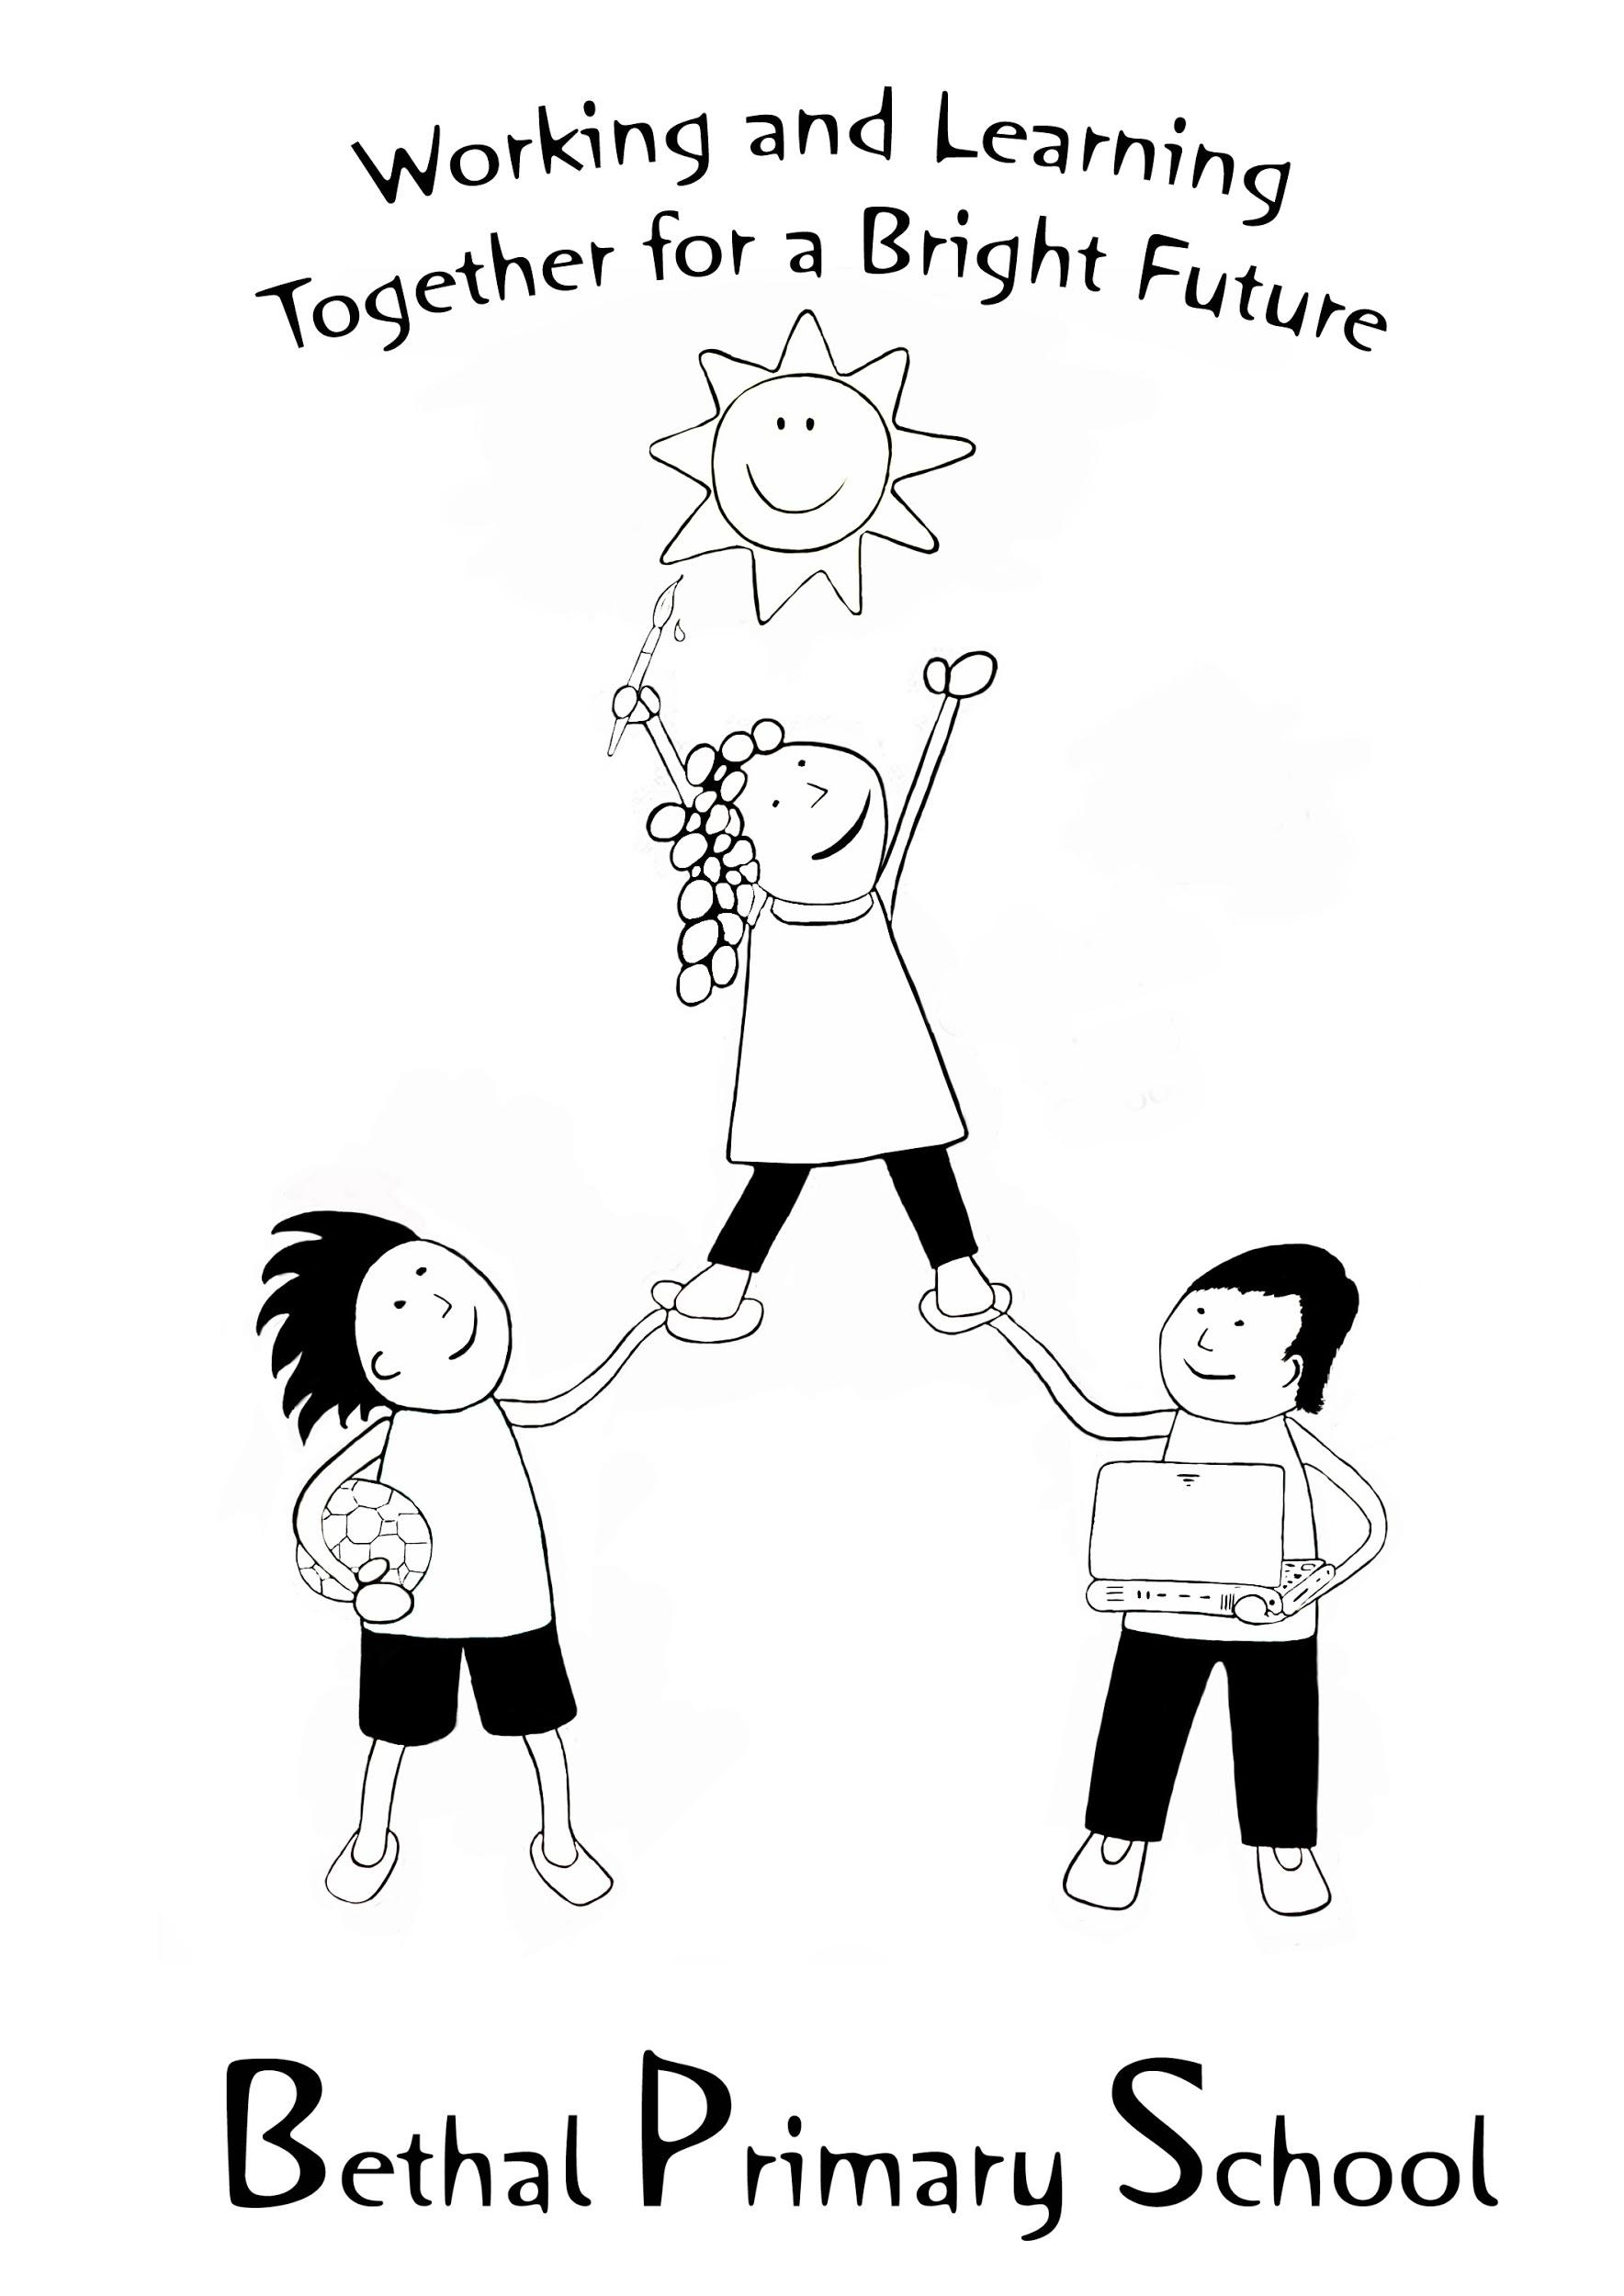 Working and Learning
Together for a Bright Future
Bethal Primary School